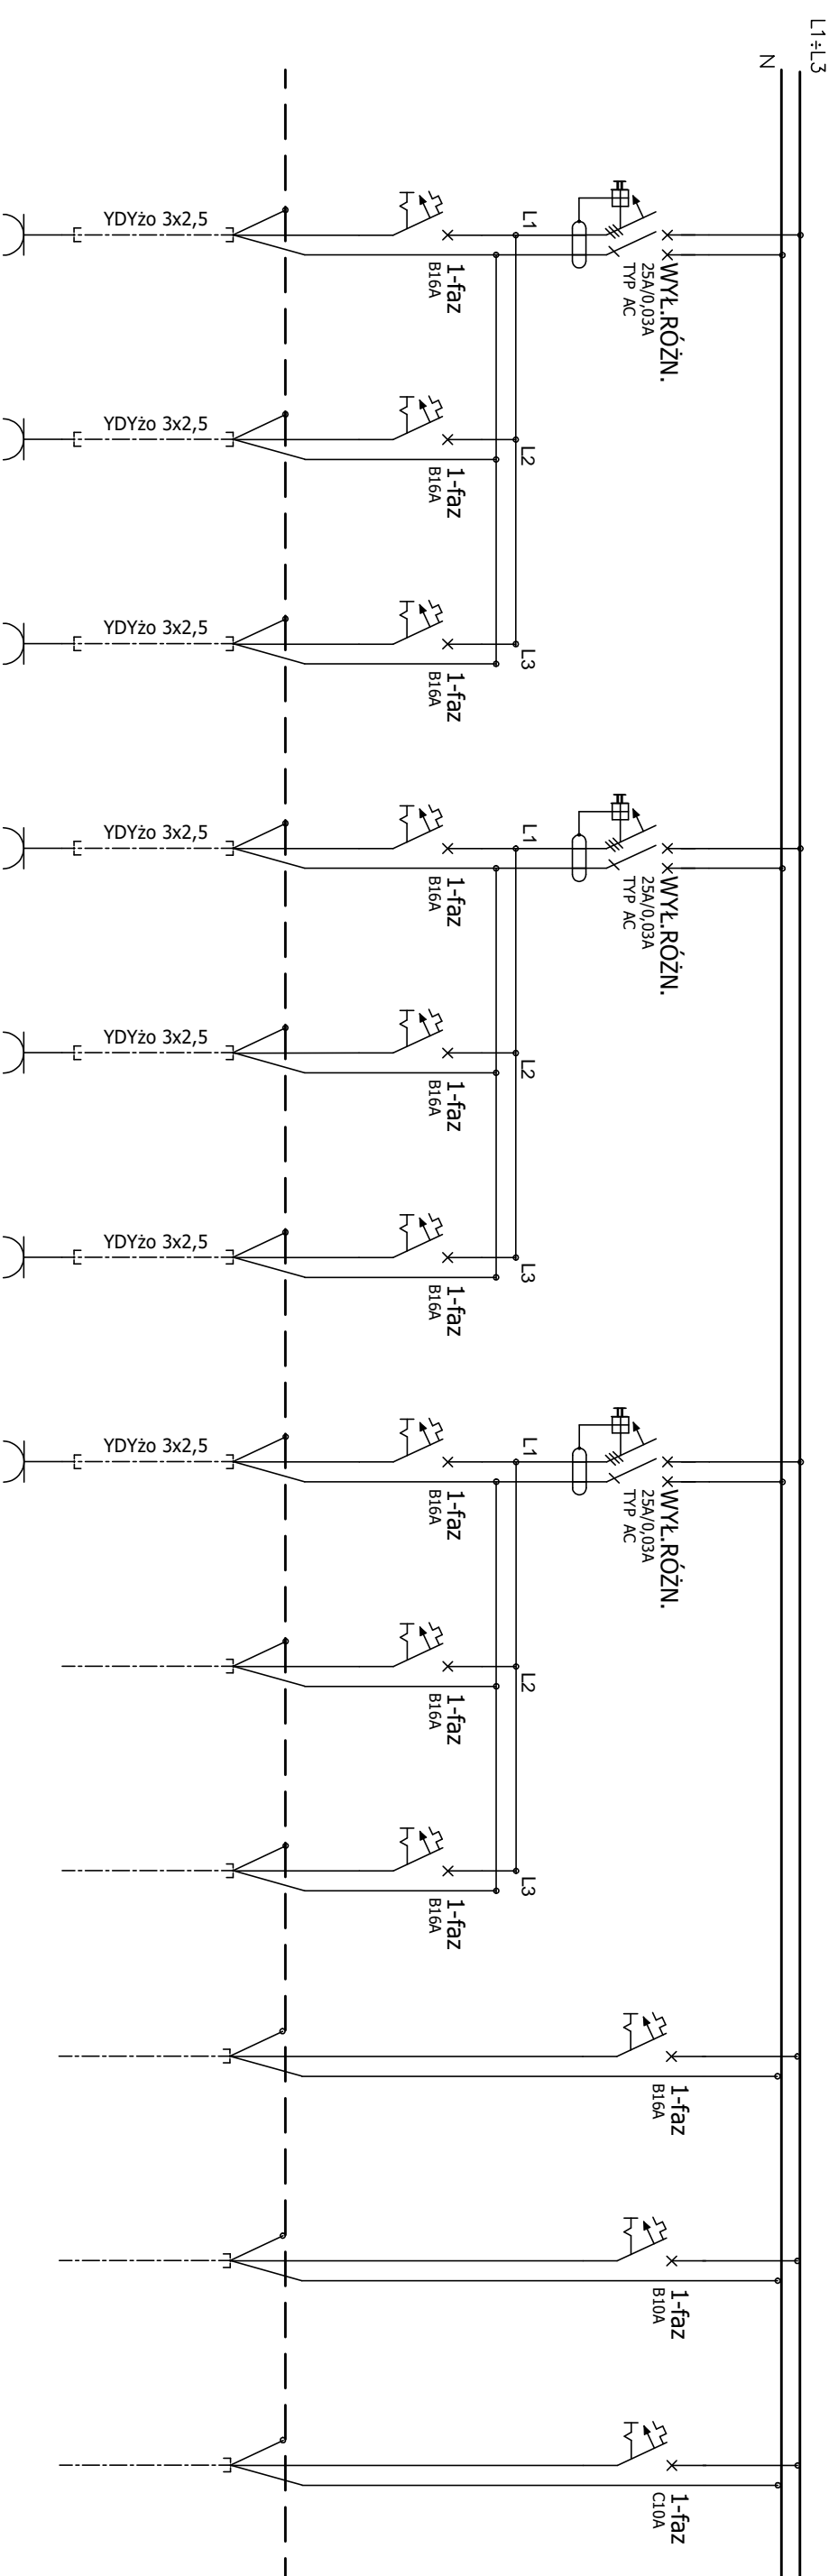 L1÷L3
N
WYŁ.RÓŻN.
25A/0,03A
TYP AC
L1
1-faz
B16A
YDYżo 3x2,5
L2
1-faz
B16A
YDYżo 3x2,5
L3
1-faz
B16A
YDYżo 3x2,5
WYŁ.RÓŻN.
25A/0,03A
TYP AC
L1
1-faz
B16A
YDYżo 3x2,5
L2
1-faz
B16A
YDYżo 3x2,5
L3
1-faz
B16A
YDYżo 3x2,5
WYŁ.RÓŻN.
25A/0,03A
TYP AC
L1
1-faz
B16A
YDYżo 3x2,5
L2
1-faz
B16A
L3
1-faz
B16A
1-faz
B16A
1-faz
B10A
1-faz
C10A